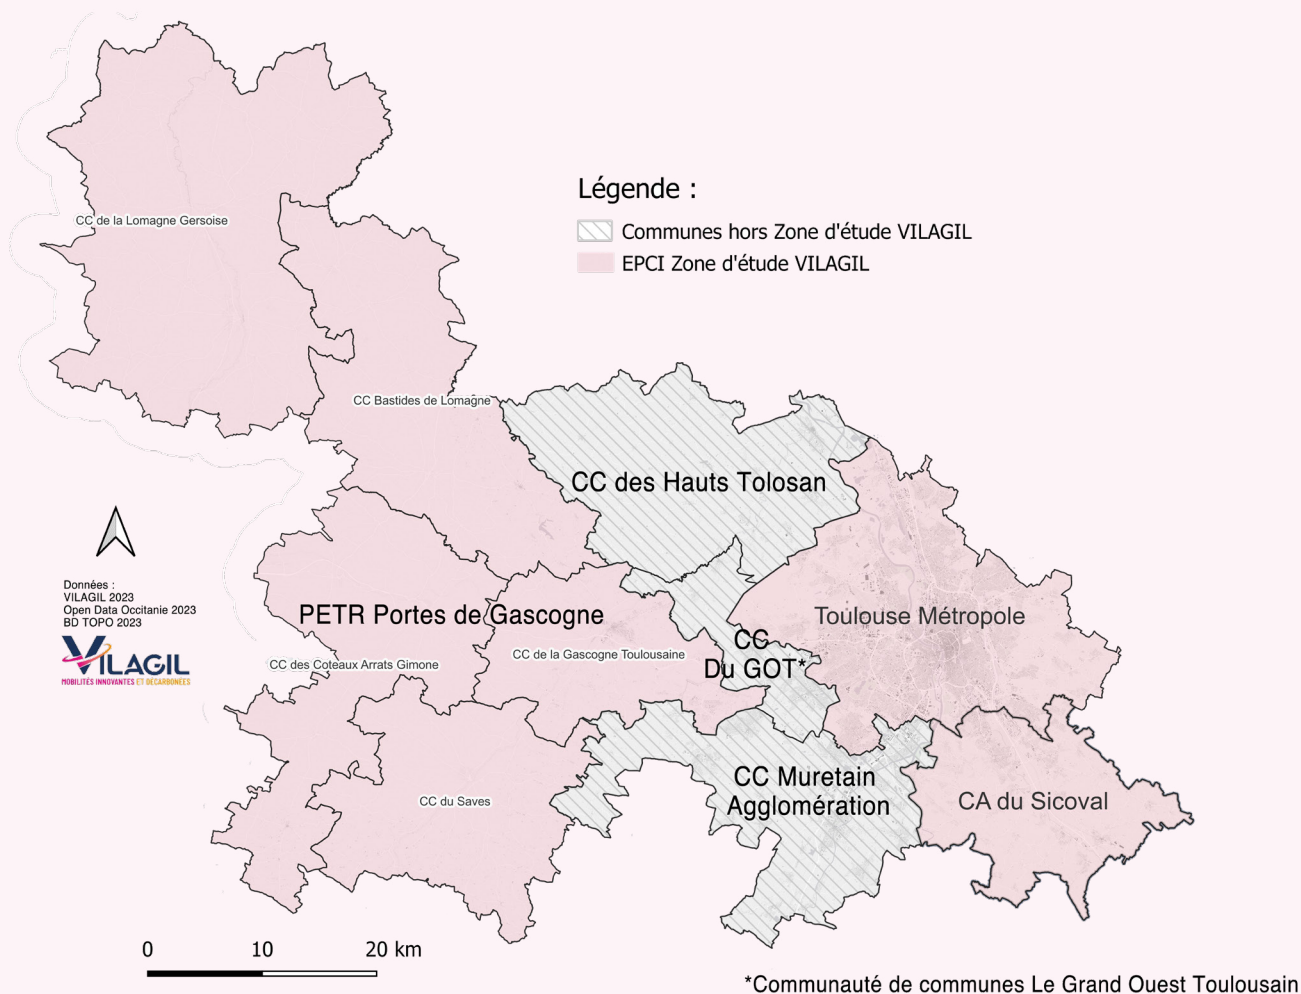 CC de la Lomagne Gersoise
Légende :
Communes hors Zone d'étude VILAGIL
EPCI Zone d'étude VILAGIL
CC Bastides de Lomagne
CC des Hauts Tolosan
Données :
VILAGIL 2023
Open Data Occitanie 2023
BD TOPO 2023
VILAGIL
MOBILITÉS INNOVANTES ET DÉCARBONÉES
PETR Portes de Gascogne
Toulouse Métropole
CC des Coteaux Arrats Gimone
CC de la Gascogne Toulousaine
CC
Du GOT*
CC du Saves
CC Muretain
Agglomération
CA du Sicoval
0 10 20 km
*Communauté de communes Le Grand Ouest Toulousain